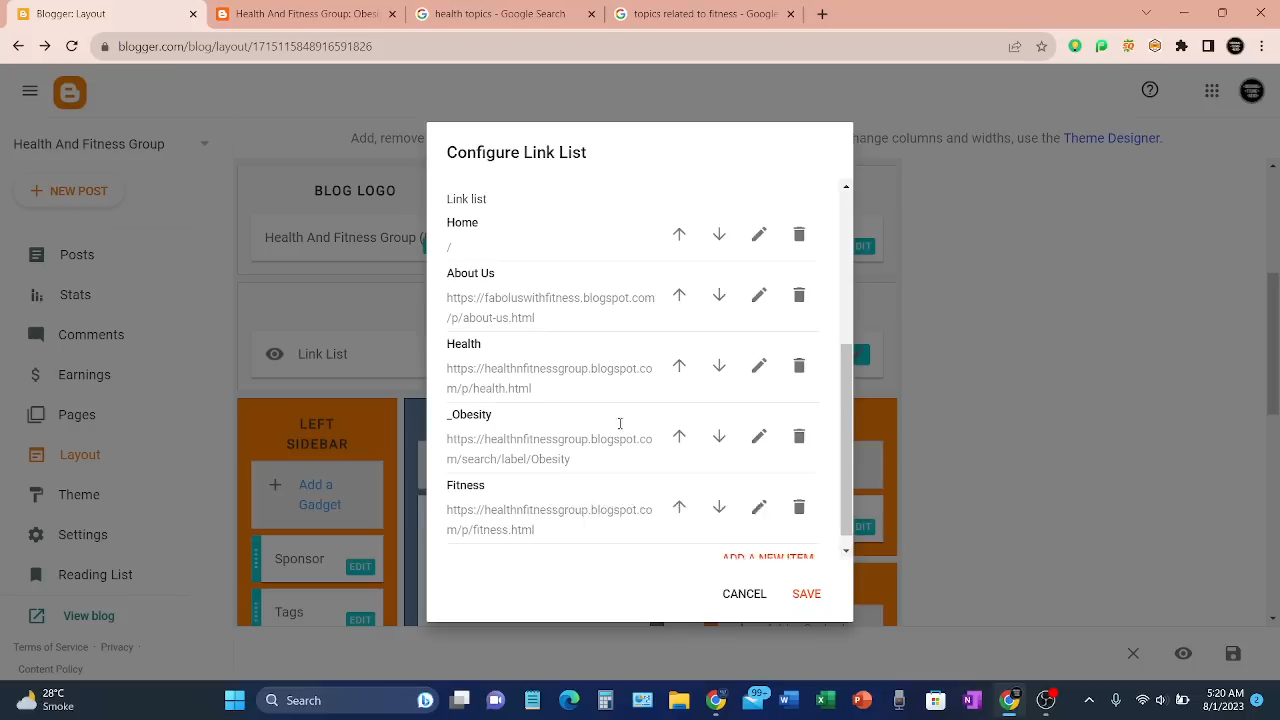 Blogger: Layout
Health And Fitness Group: Obesi
health topics - Google Search
topics related to fitness - Google
blogger.com/blog/layout/1715115848916591826
Health And Fitness Group
Add, remove
change columns and widths, use the Theme Designer.
NEW POST
Posts
Stats
Comments
Earnings
Pages
Layout
Theme
Settings
Reading List
View blog
Terms of Service · Privacy ·
Content Policy
BLOG LOGO
Health And Fitness Group (
EDIT
Link List
LEFT
SIDEBAR
Add a
Gadget
Sponsor
EDIT
Tags
EDIT
EDIT
Configure Link List
Link list
Home
/
About Us
https://faboluswithfitness.blogspot.com
/p/about-us.html
Health
https://healthnfitnessgroup.blogspot.co
m/p/health.html
_Obesity
https://healthnfitnessgroup.blogspot.co
m/search/label/Obesity
Fitness
https://healthnfitnessgroup.blogspot.co
m/p/fitness.html
ADD A NEW ITEM
CANCEL
SAVE
28°C
Smoke
Search
99+
5:20 AM
8/1/2023
2